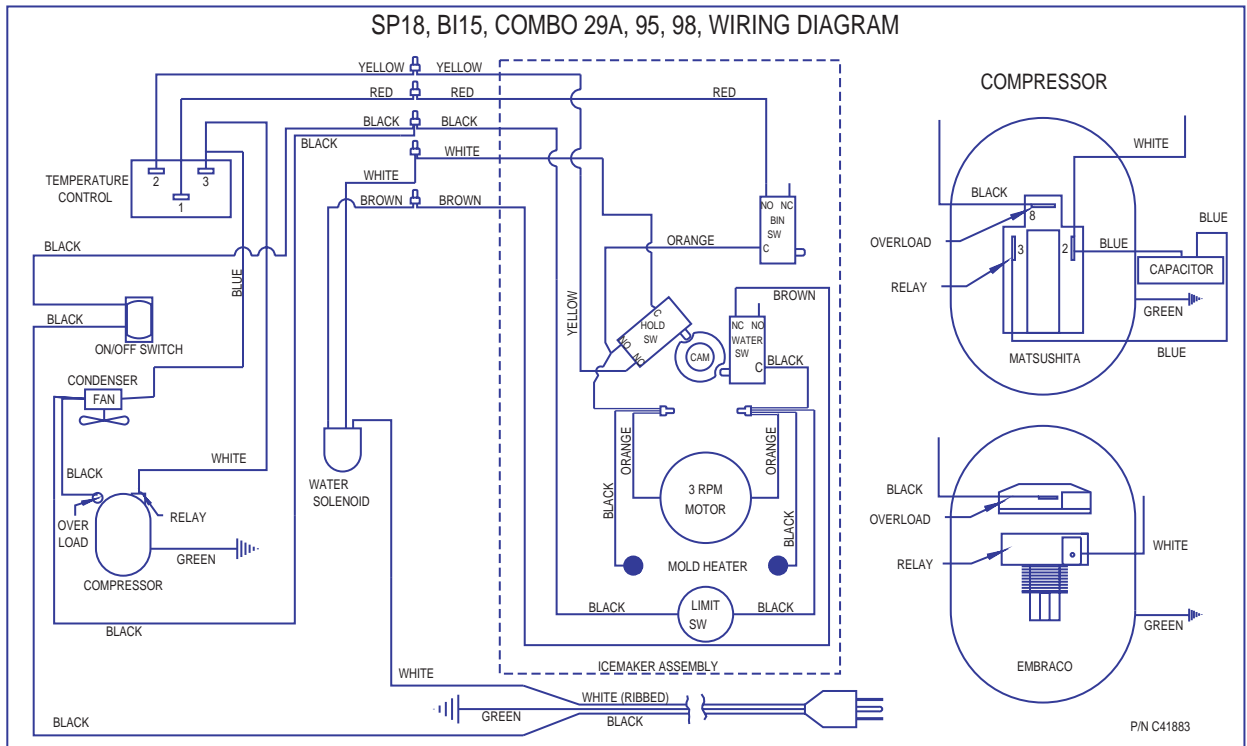 SP18, BI15, COMBO 29A, 95, 98, WIRING DIAGRAM
YELLOW YELLOW
RED RED RED
BLACK BLACK
BLACK
WHITE
WHITE
BROWN BROWN
TEMPERATURE
CONTROL
2 3
1
BLACK
BLUE
BLACK
ON/OFF SWITCH
CONDENSER
FAN
BLACK
WHITE
OVER
LOAD
RELAY
GREEN
COMPRESSOR
BLACK
WATER
SOLENOID
NO NC
BIN
SW
C
ORANGE
YELLOW
C
HOLD
SW
NO
NO
CAM
BROWN
NC NO
WATER
SW
C
BLACK
ORANGE
ORANGE
BLACK
BLACK
3 RPM
MOTOR
MOLD HEATER
BLACK
LIMIT
SW
BLACK
ICEMAKER ASSEMBLY
WHITE
WHITE (RIBBED)
GREEN
BLACK
BLACK
COMPRESSOR
WHITE
BLACK
8
OVERLOAD
3
2
BLUE
BLUE
CAPACITOR
RELAY
GREEN
BLUE
MATSUSHITA
BLACK
OVERLOAD
RELAY
WHITE
GREEN
EMBRACO
P/N C41883